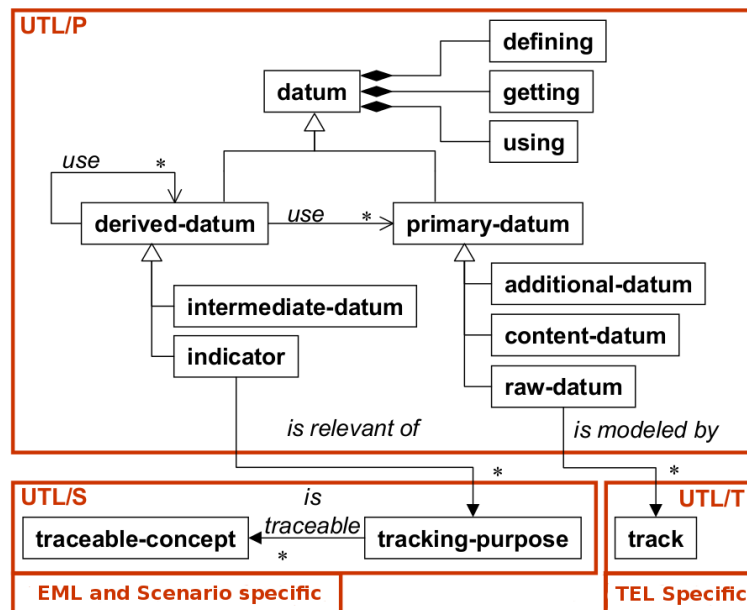 UTL/P
defining
datum
getting
using
use
*
derived-datum
use
*
primary-datum
additional-datum
intermediate-datum
content-datum
indicator
raw-datum
is relevant of
is modeled by
*
*
UTL/S
is
traceable
*
traceable-concept
tracking-purpose
UTL/T
track
EML and Scenario specific
TEL Specific